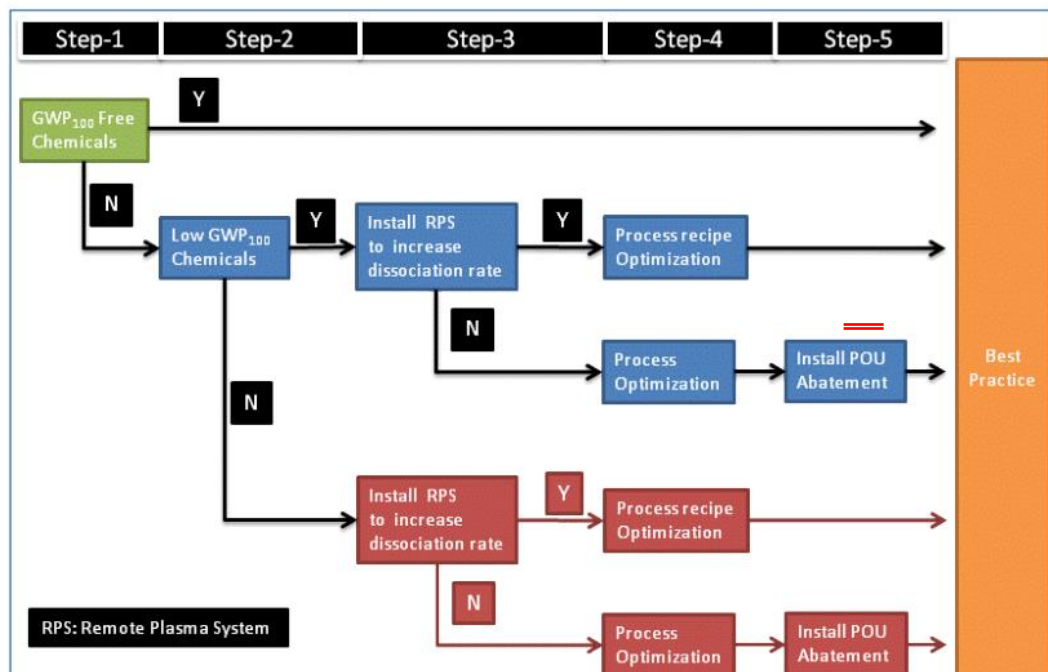 Step-1 Step-2 Step-3 Step-4 Step-5
Y
GWP₁₀₀ Free
Chemicals
N
Low GWP₁₀₀
Chemicals
Y
Install RPS
to increase
dissociation rate
Y
Process recipe
Optimization
N
Process
Optimization
Install POU
Abatement
Best
Practice
N
Install RPS
to increase
dissociation rate
Y
Process recipe
Optimization
N
Process
Optimization
Install POU
Abatement
RPS: Remote Plasma System